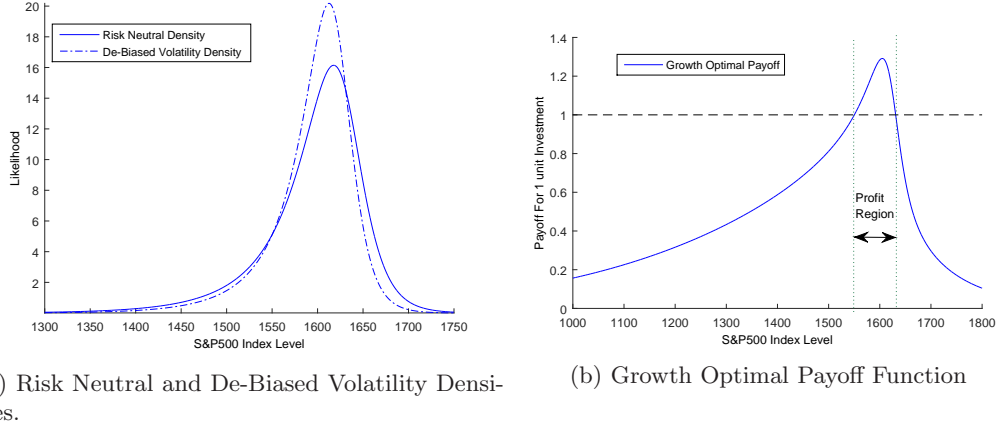 20
18
16
14
12
10
8
6
4
2
Likelihood
Risk Neutral Density
De-Biased Volatility Density
1300 1350 1400 1450 1500 1550 1600 1650 1700 1750
S&P500 Index Level
) Risk Neutral and De-Biased Volatility Densi-
es.
1.4
1.2
1
0.8
0.6
0.4
0.2
0
Payoff For 1 unit Investment
Growth Optimal Payoff
Profit
Region
1000 1100 1200 1300 1400 1500 1600 1700 1800
S&P500 Index Level
(b) Growth Optimal Payoff Function